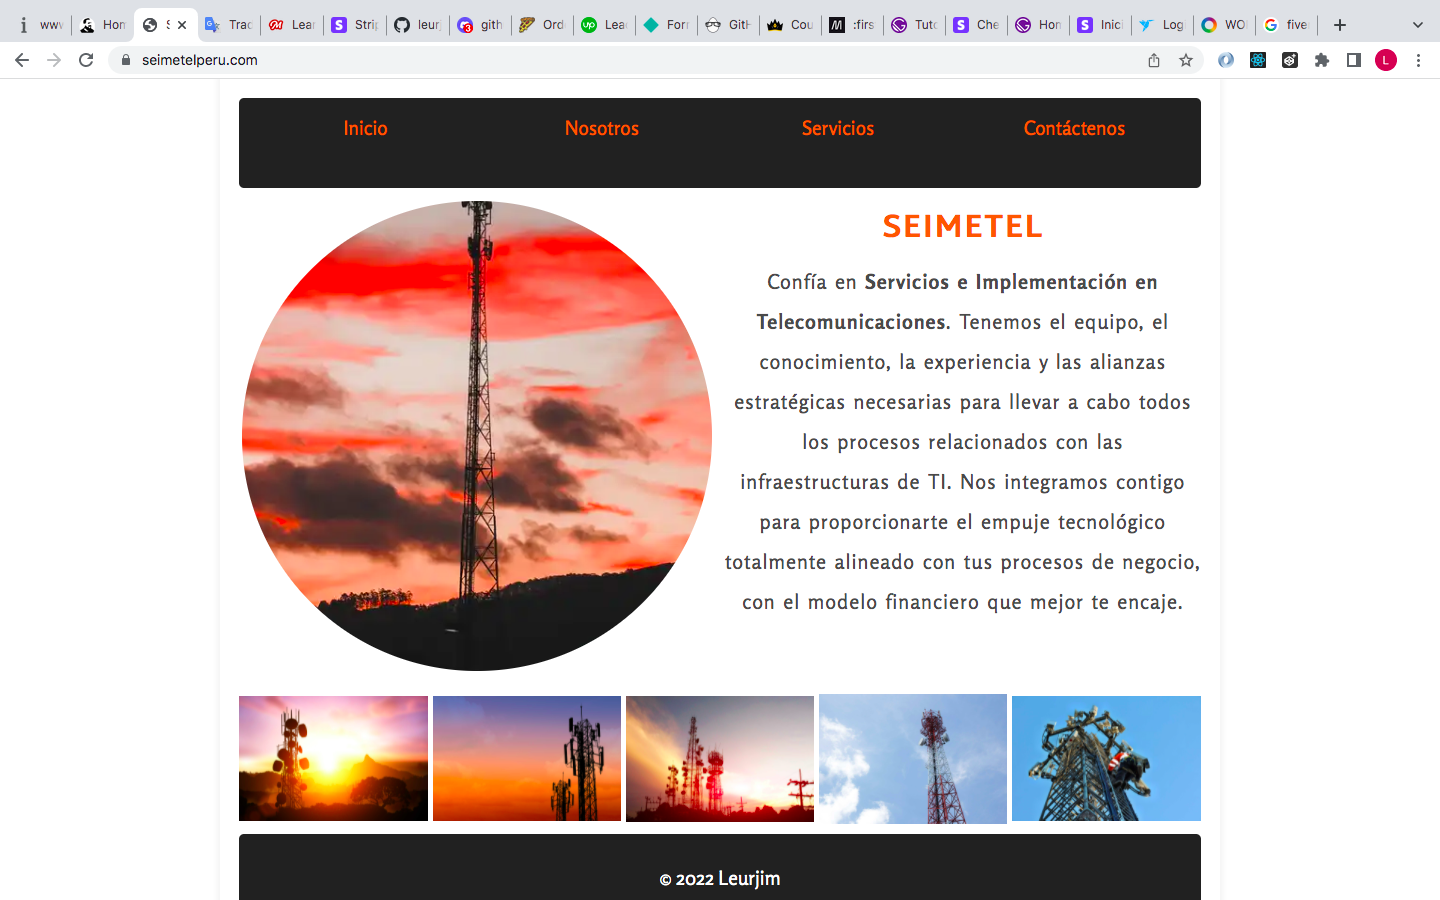 www
Hom
S
Trac
Lear
Strip
leurj
gith
Ord
up
Lea
Forr
GitH
Cou
:firs
Tuto
S
Che
Hon
S
Inici
Log
WO
five
seimetelperu.com
L
Inicio
Nosotros
Servicios
Contáctenos
SEIMETEL
Confía en Servicios e Implementación en
Telecomunicaciones. Tenemos el equipo, el
conocimiento, la experiencia y las alianzas
estratégicas necesarias para llevar a cabo todos
los procesos relacionados con las
infraestructuras de TI. Nos integramos contigo
para proporcionarte el empuje tecnológico
totalmente alineado con tus procesos de negocio,
con el modelo financiero que mejor te encaje.
© 2022 Leurjim